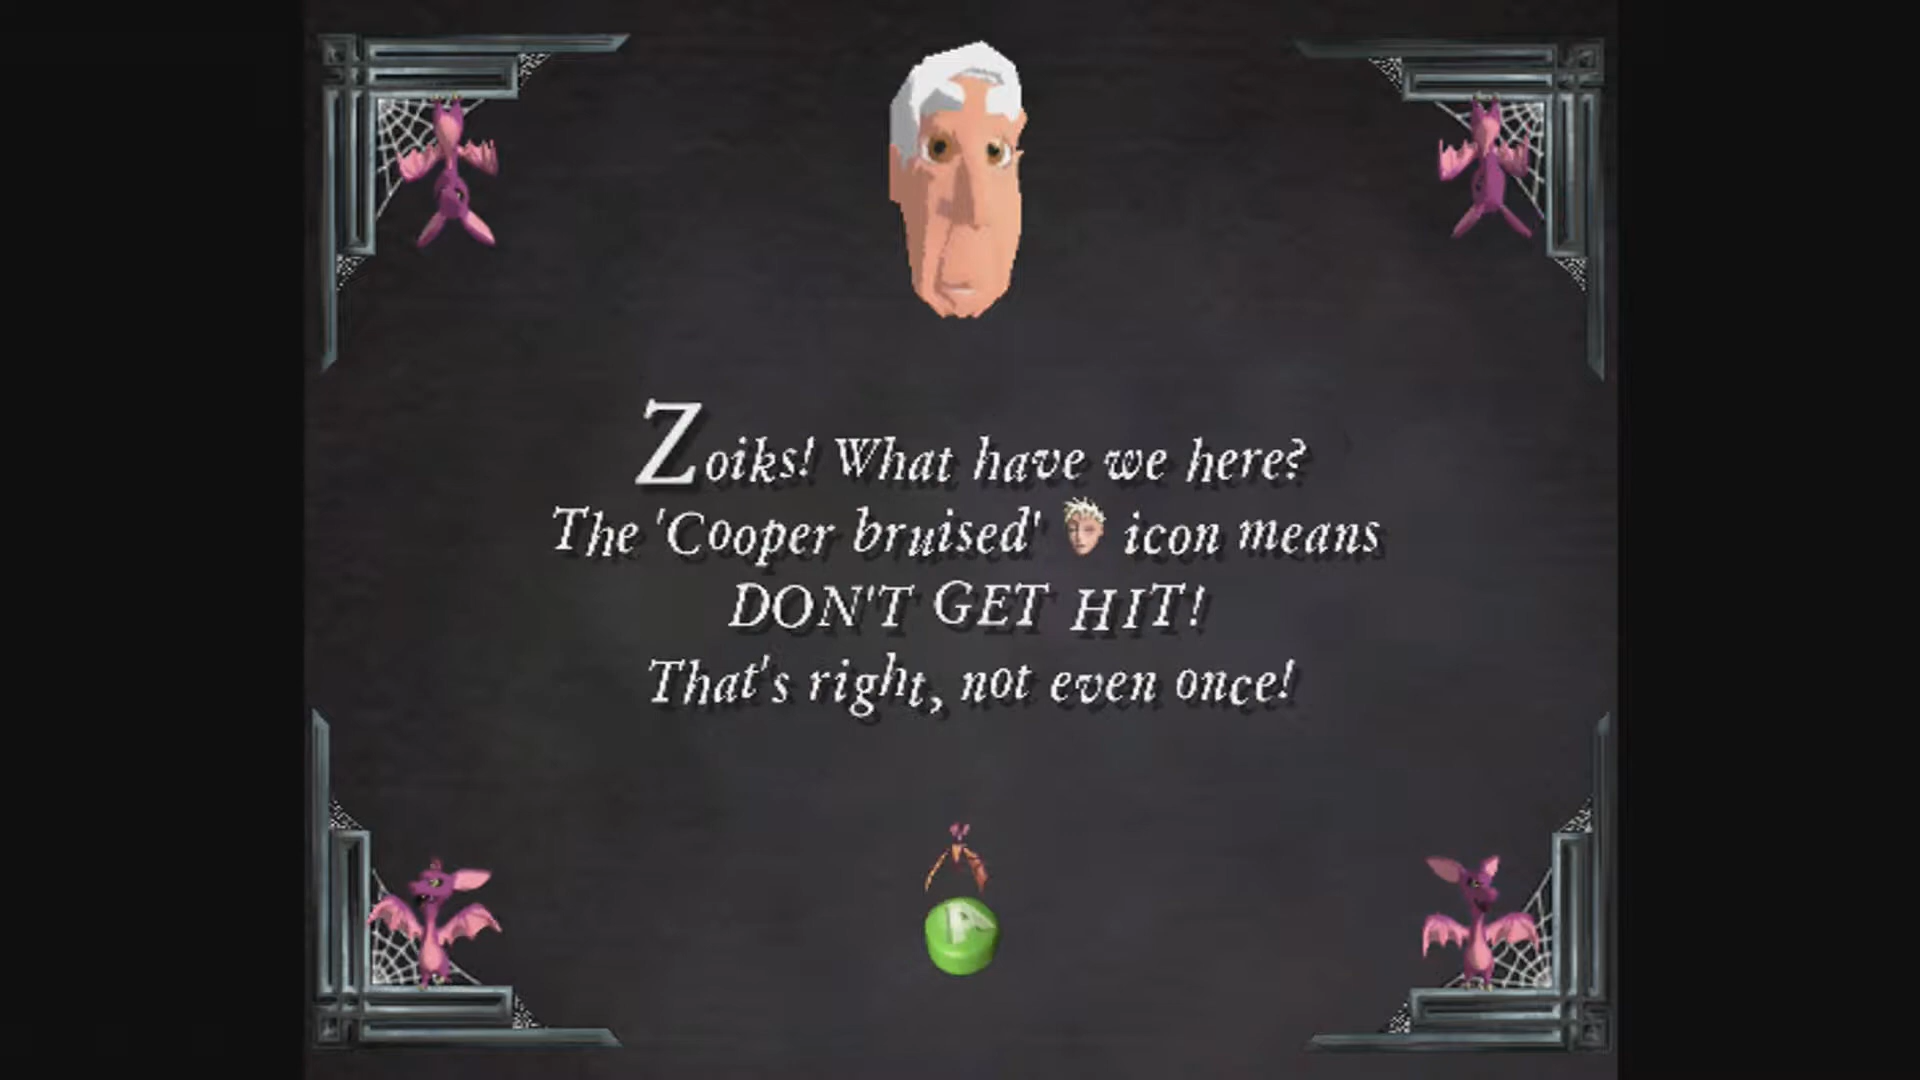 Zoiks! What have we here?
The 'Cooper bruised' icon means
DON'T GET HIT!
That's right, not even once!
A